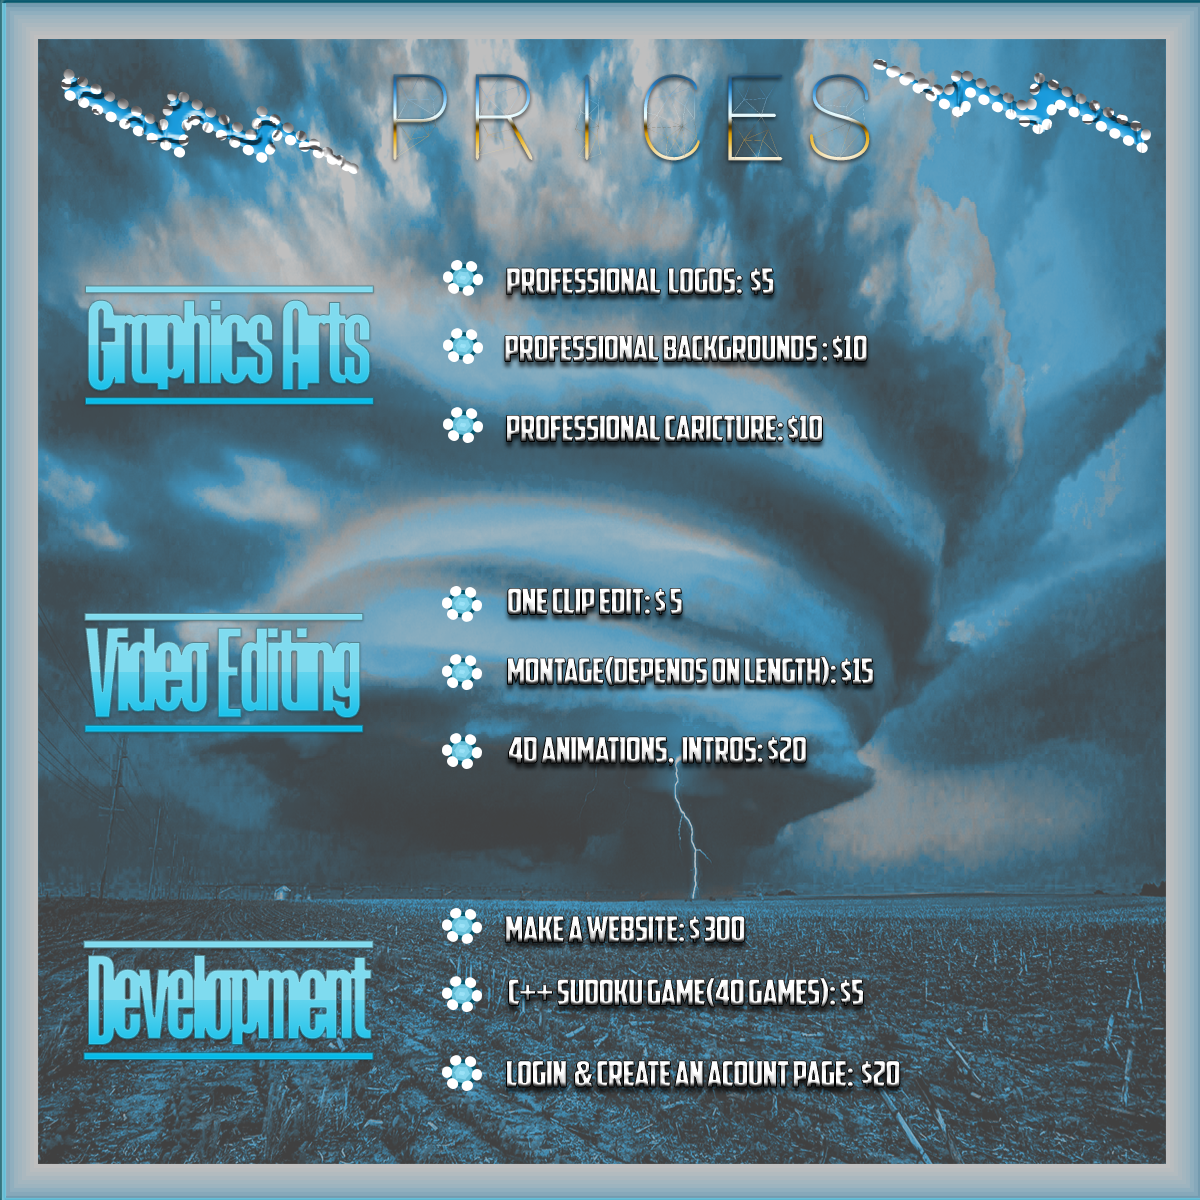 PRICES
Graphics Arts
PROFESSIONAL LOGOS: $5
PROFESSIONAL BACKGROUNDS : $10
PROFESSIONAL CARICTURE: $10
Video Editing
ONE CLIP EDIT: $ 5
MONTAGE(DEPENDS ON LENGTH): $15
40 ANIMATIONS, INTROS: $20
Development
MAKE A WEBSITE: $ 300
C++ SUDOKU GAME(40 GAMES): $5
LOGIN & CREATE AN ACOUNT PAGE: $20